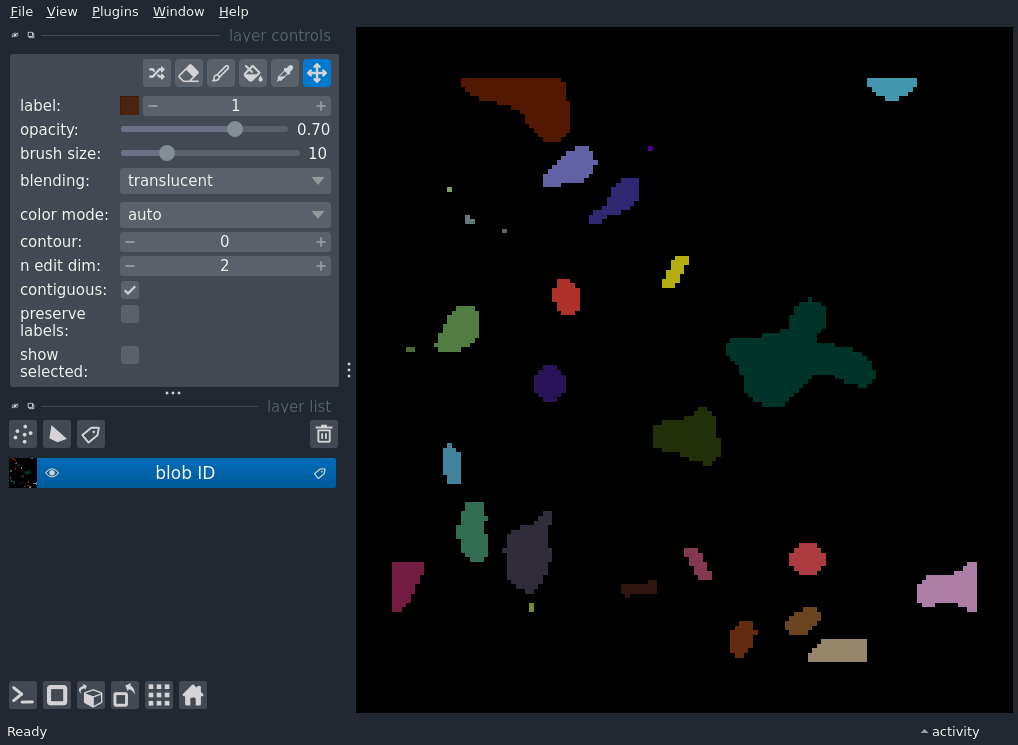 File View Plugins Window Help
layer controls
label: 1
opacity: 0.70
brush size: 10
blending: translucent
color mode: auto
contour: 0
n edit dim: 2
contiguous:
preserve
labels:
show
selected:
layer list
blob ID
Ready
activity